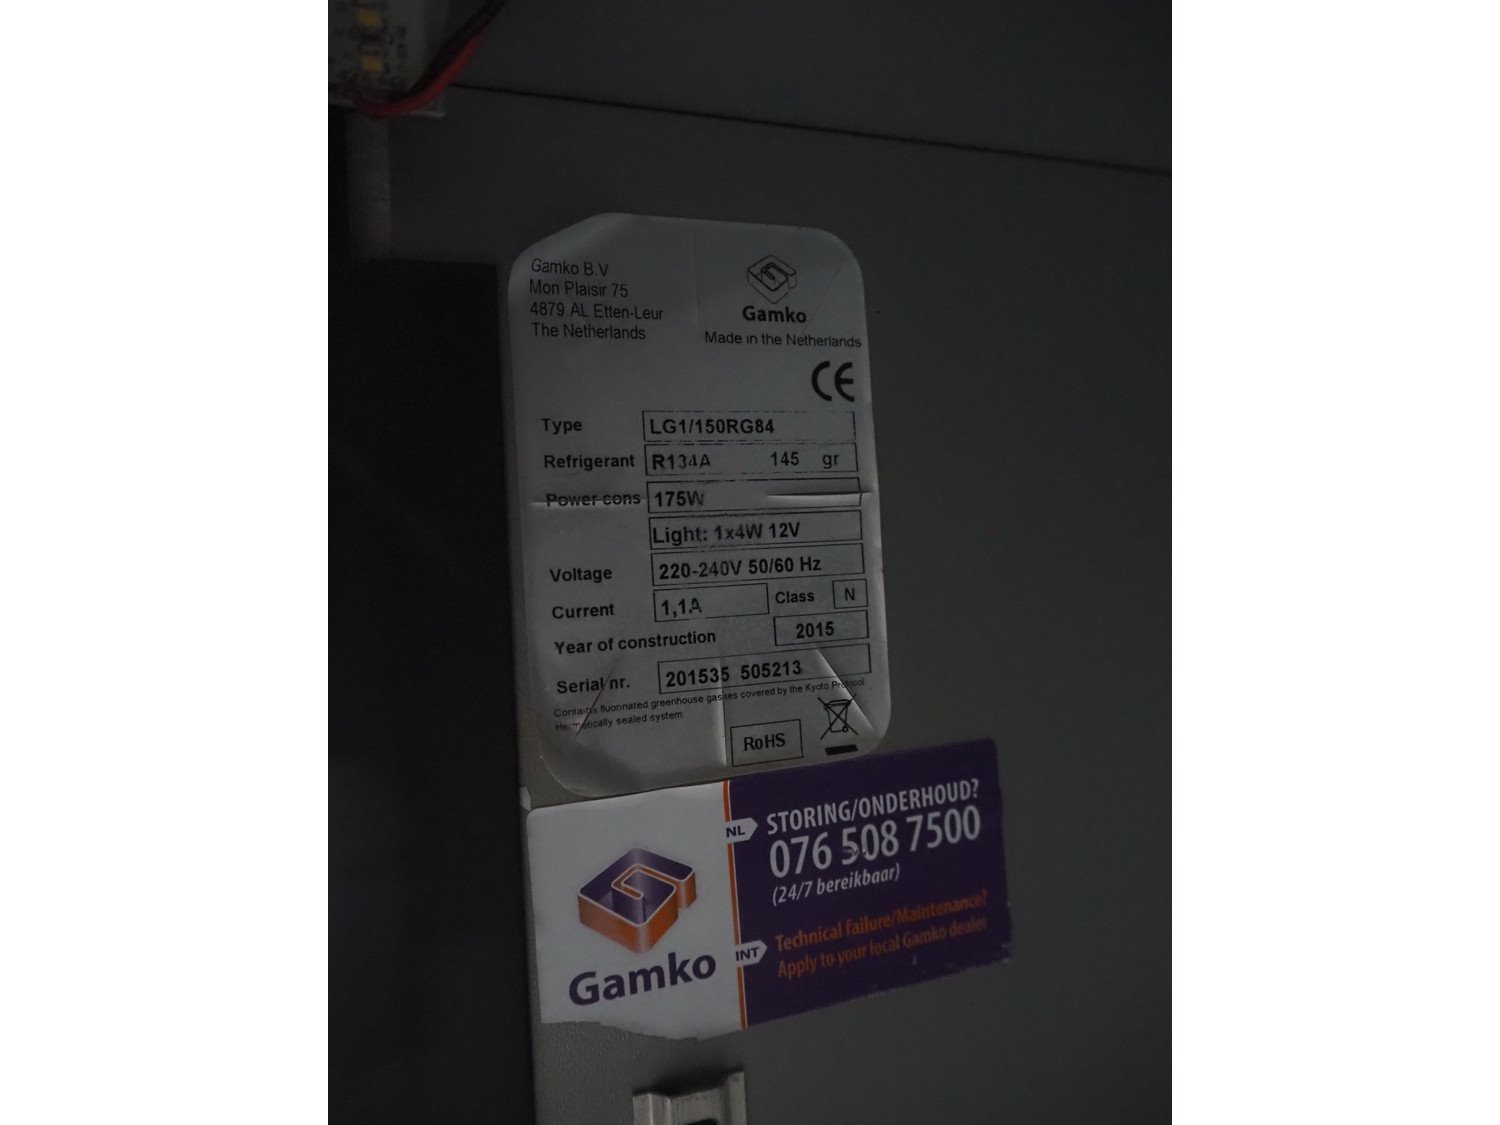 Gamko B.V
Mon Plaisir 75
4879 AL Etten-Leur
The Netherlands
Gamko
Made in the Netherlands
CE
Type LG1/150RG84
Refrigerant R134A 145 gr
Power cons 175W
Light: 1x4W 12V
Voltage 220-240V 50/60 Hz
Current 1,1A Class N
Year of construction 2015
Serial nr. 201535 505213
Contains fluorinated greenhouse gasses covered by the Kyoto Protocol
Hermetically sealed system
RoHS
Gamko
NL STORING/ONDERHOUD?
076 508 7500
(24/7 bereikbaar)
INT Technical failure/Maintenance?
Apply to your local Gamko dealer